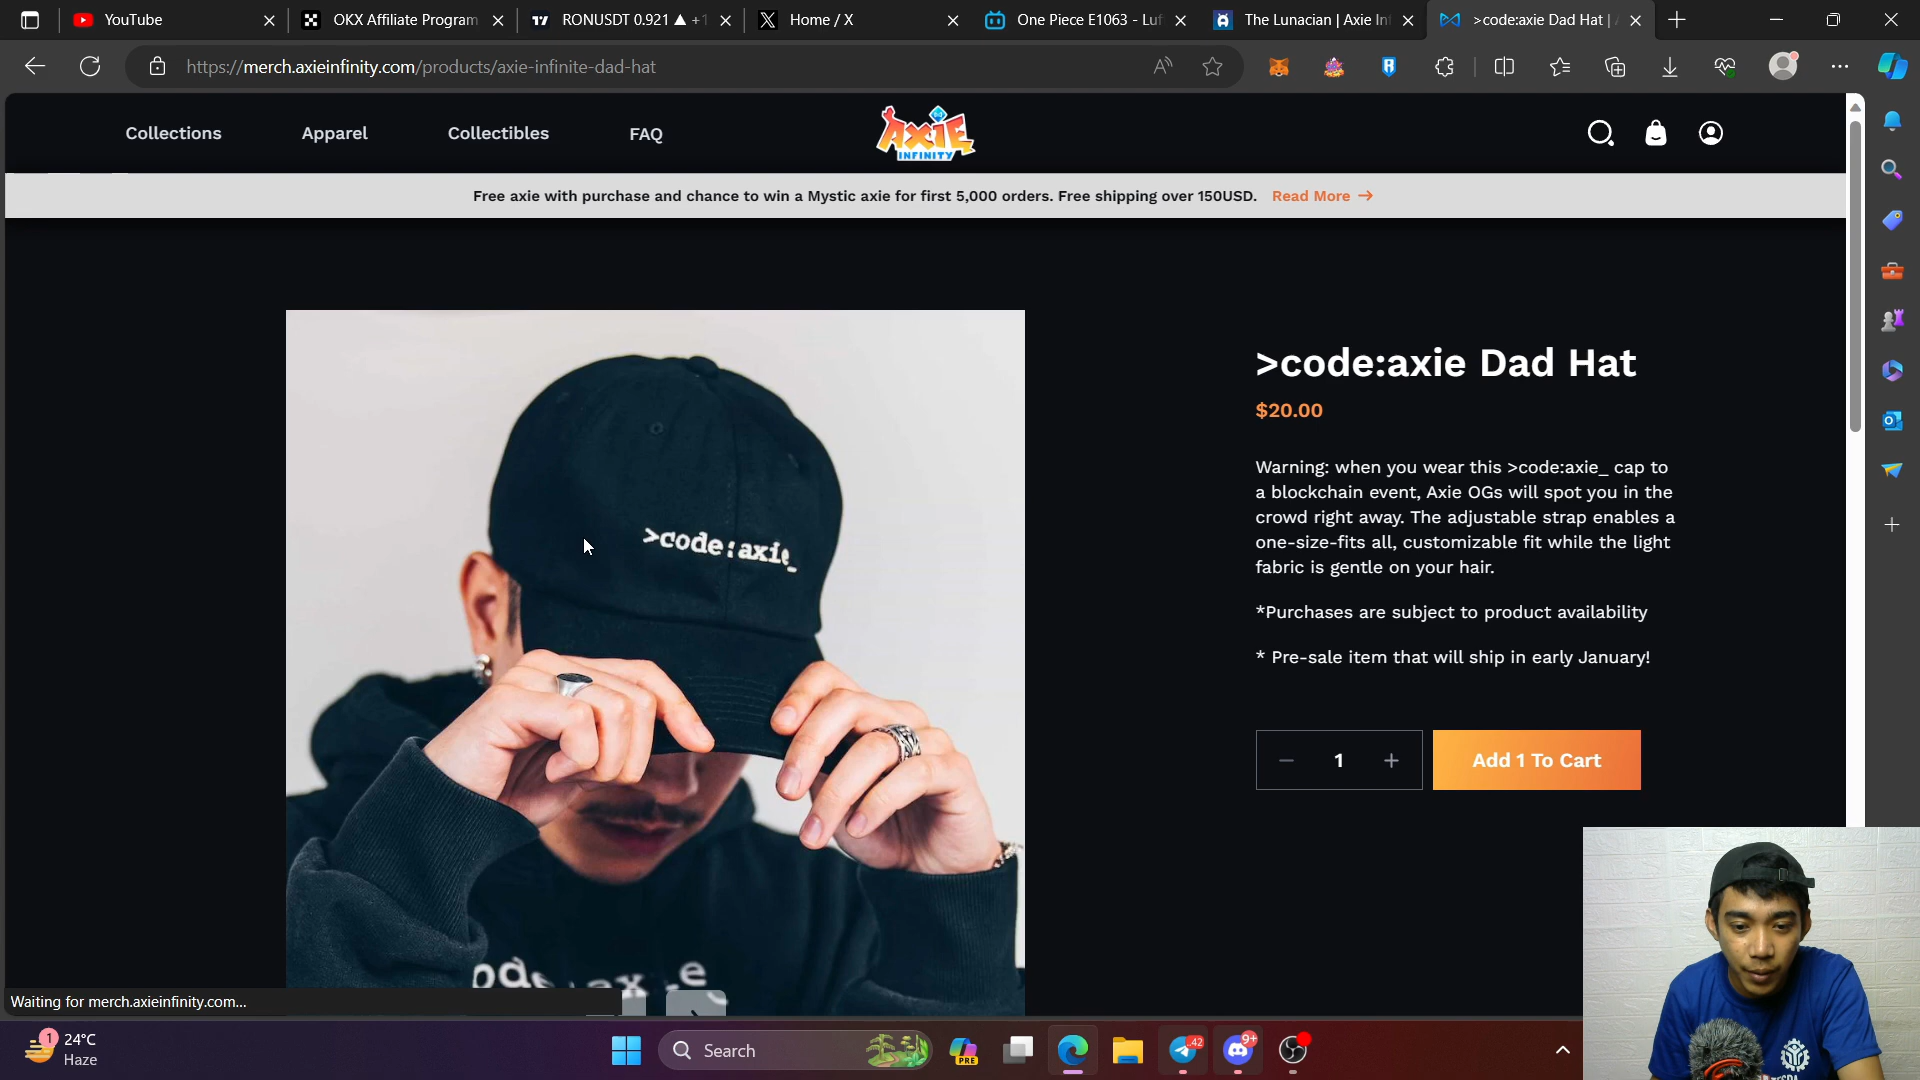 YouTube
OKX Affiliate Program
RONUSDT 0.921 ▲ +1
Home / X
One Piece E1063 - Luf
The Lunacian | Axie In
>code:axie Dad Hat |
https://merch.axieinfinity.com/products/axie-infinite-dad-hat
Collections
Apparel
Collectibles
FAQ
AXIE
INFINITY
Free axie with purchase and chance to win a Mystic axie for first 5,000 orders. Free shipping over 150USD. Read More →
>code:axie_
>code:axie Dad Hat
$20.00
Warning: when you wear this >code:axie_ cap to
a blockchain event, Axie OGs will spot you in the
crowd right away. The adjustable strap enables a
one-size-fits all, customizable fit while the light
fabric is gentle on your hair.
*Purchases are subject to product availability
* Pre-sale item that will ship in early January!
− 1 +
Add 1 To Cart
Waiting for merch.axieinfinity.com...
1
24°C
Haze
Search
PRE
42
9+